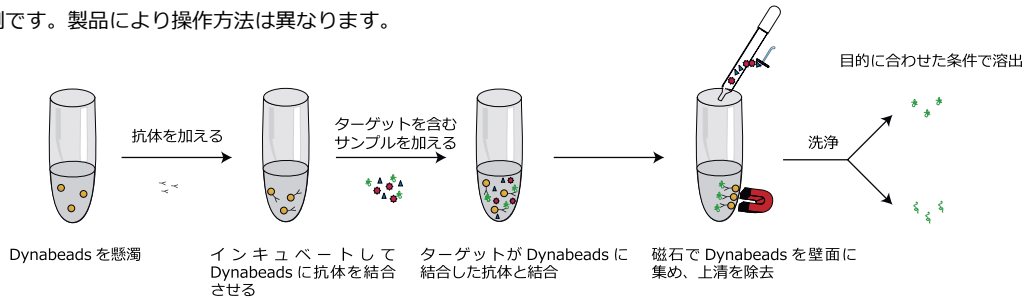 です。製品により操作方法は異なります。
目的に合わせた条件で溶出
抗体を加える
ターゲットを含む
サンプルを加える
洗浄
Dynabeads を懸濁
インキュベートして
Dynabeads に抗体を結合
させる
ターゲットが Dynabeads に
結合した抗体と結合
磁石で Dynabeads を壁面に
集め、上清を除去